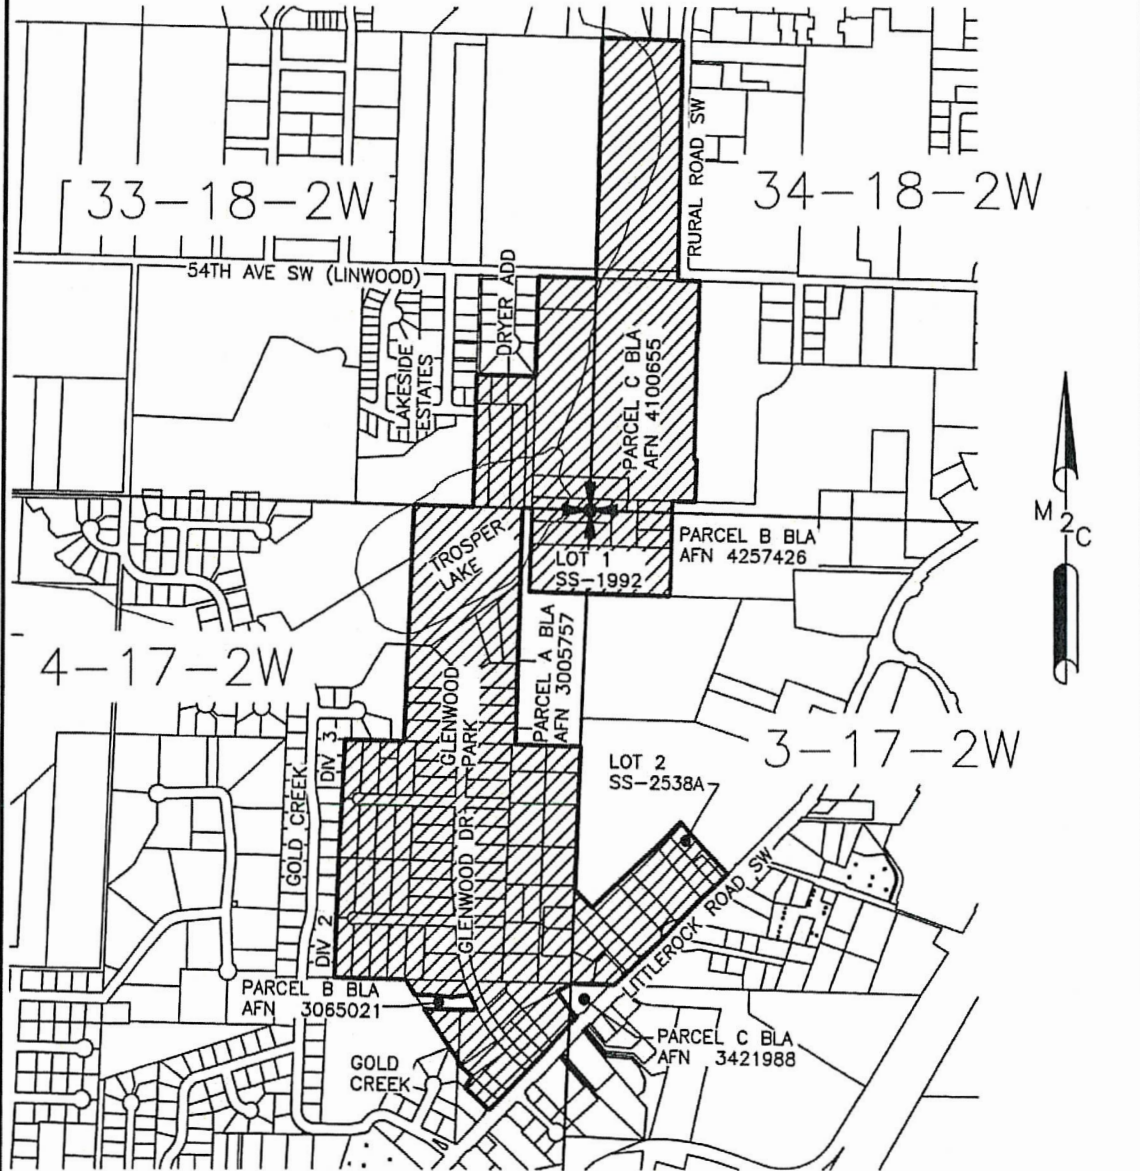 RURAL ROAD SW
33-18-2W
34-18-2W
54TH AVE SW (LINWOOD)
DRYER ADD
LAKESIDE
ESTATES
PARCEL C BLA
AFN 4100655
M2C
TROSPER
LAKE
LOT 1
SS-1992
PARCEL B BLA
AFN 4257426
PARCEL A BLA
AFN 3005757
4-17-2W
GLENWOOD
PARK
3-17-2W
LOT 2
SS-2538A
DIV 3
GOLD CREEK
DIV 2
GLENWOOD DR
LITTLEROCK ROAD SW
PARCEL B BLA
AFN 3065021
PARCEL C BLA
AFN 3421988
GOLD
CREEK